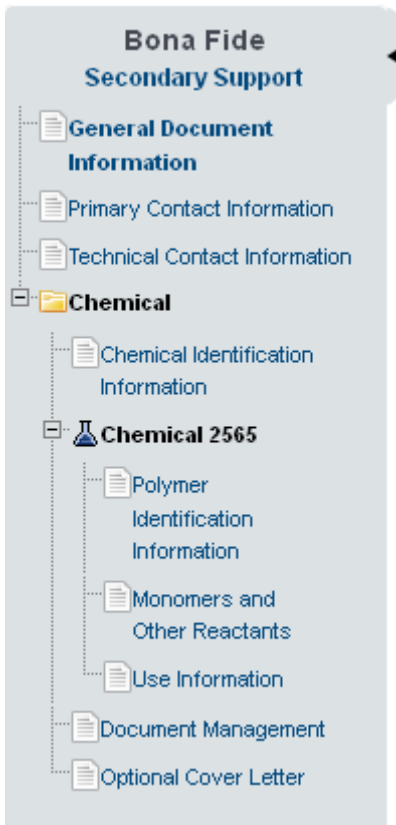 Bona Fide
Secondary Support
General Document
Information
Primary Contact Information
Technical Contact Information
Chemical
Chemical Identification
Information
Chemical 2565
Polymer
Identification
Information
Monomers and
Other Reactants
Use Information
Document Management
Optional Cover Letter